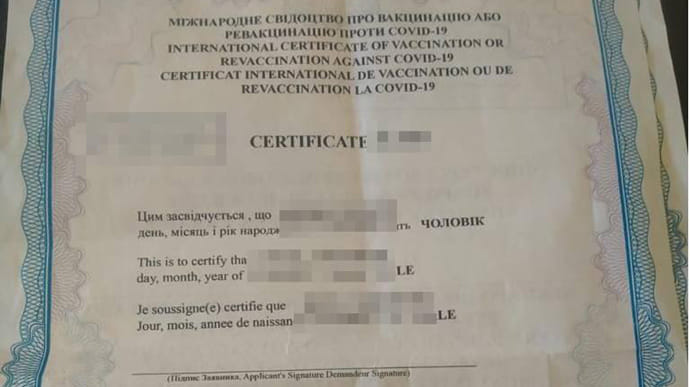 МІЖНАРОДНЕ СВІДОЦТВО ПРО ВАКЦИНАЦІЮ АБО
РЕВАКЦИНАЦІЮ ПРОТИ COVID-19
INTERNATIONAL CERTIFICATE OF VACCINATION OR
REVACCINATION AGAINST COVID-19
CERTIFICAT INTERNATIONAL DE VACCINATION OU DE
REVACCINATION LA COVID-19
CERTIFICATE
Цим засвідчується , що
день, місяць і рік ЧОЛОВІК
This is to certify
day, month, year of LE
Je soussigne(e) certifie que
Jour, mois, annee de LE
(Підпис Заявника, Applicant's Signature Demandeur Signature)